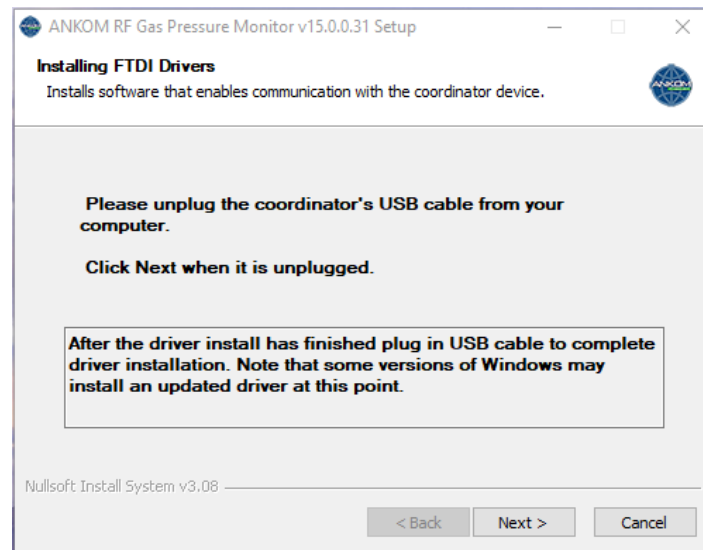 ANKOM RF Gas Pressure Monitor v15.0.0.31 Setup
Installing FTDI Drivers
Installs software that enables communication with the coordinator device.
ANKOM
Please unplug the coordinator's USB cable from your
computer.
Click Next when it is unplugged.
After the driver install has finished plug in USB cable to complete
driver installation. Note that some versions of Windows may
install an updated driver at this point.
Nullsoft Install System v3.08
< Back
Next >
Cancel